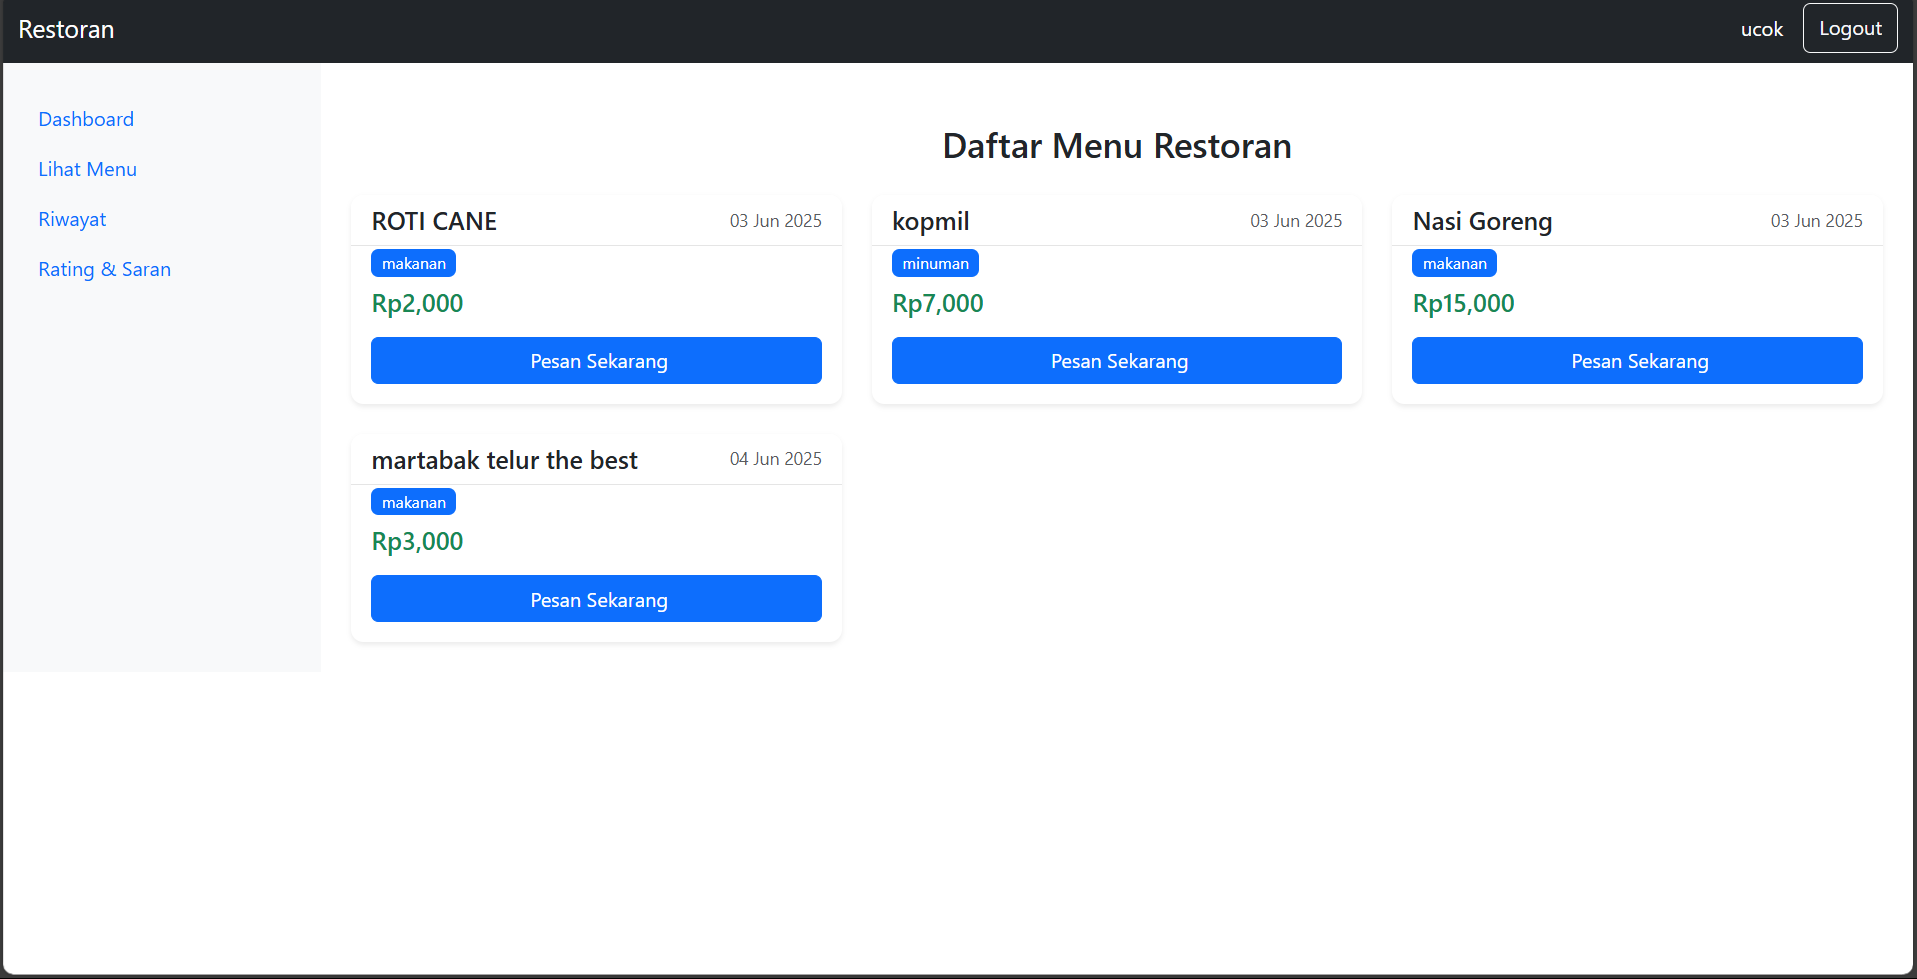 Restoran
ucok
Logout
Dashboard
Lihat Menu
Riwayat
Rating & Saran
Daftar Menu Restoran
ROTI CANE
03 Jun 2025
makanan
Rp2,000
Pesan Sekarang
kopmil
03 Jun 2025
minuman
Rp7,000
Pesan Sekarang
Nasi Goreng
03 Jun 2025
makanan
Rp15,000
Pesan Sekarang
martabak telur the best
04 Jun 2025
makanan
Rp3,000
Pesan Sekarang